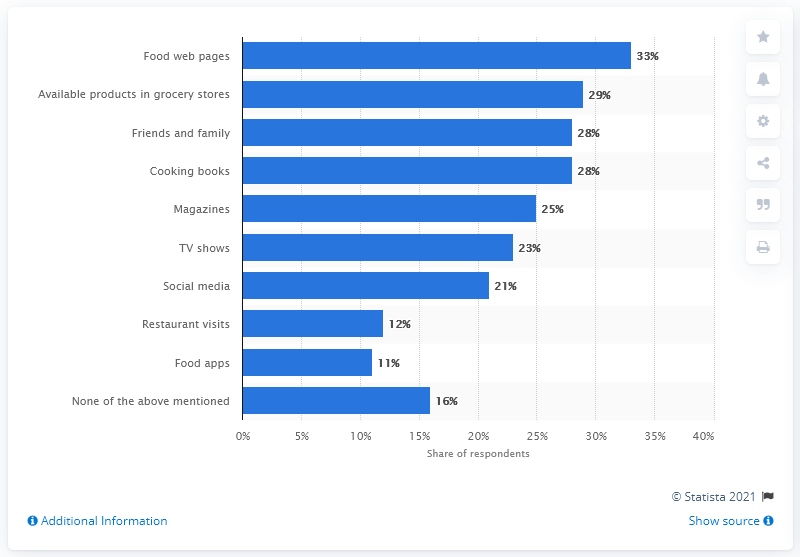 Food web pages 33%
Available products in grocery stores 29%
Friends and family 28%
Cooking books 28%
Magazines 25%
TV shows 23%
Social media 21%
Restaurant visits 12%
Food apps 11%
None of the above mentioned 16%
0% 5% 10% 15% 20% 25% 30% 35% 40%
Share of respondents
© Statista 2021
Additional Information Show source